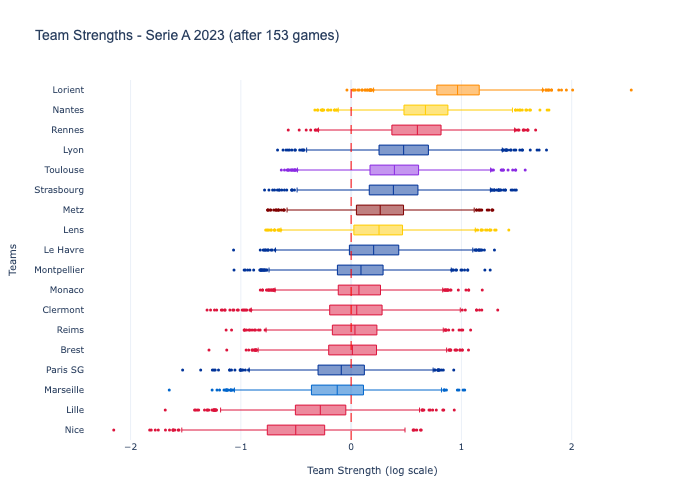 Team Strengths - Serie A 2023 (after 153 games)
Lorient
Nantes
Rennes
Lyon
Toulouse
Strasbourg
Metz
Lens
Le Havre
Montpellier
Monaco
Clermont
Reims
Brest
Paris SG
Marseille
Lille
Nice
Teams
−2
−1
0
1
2
Team Strength (log scale)